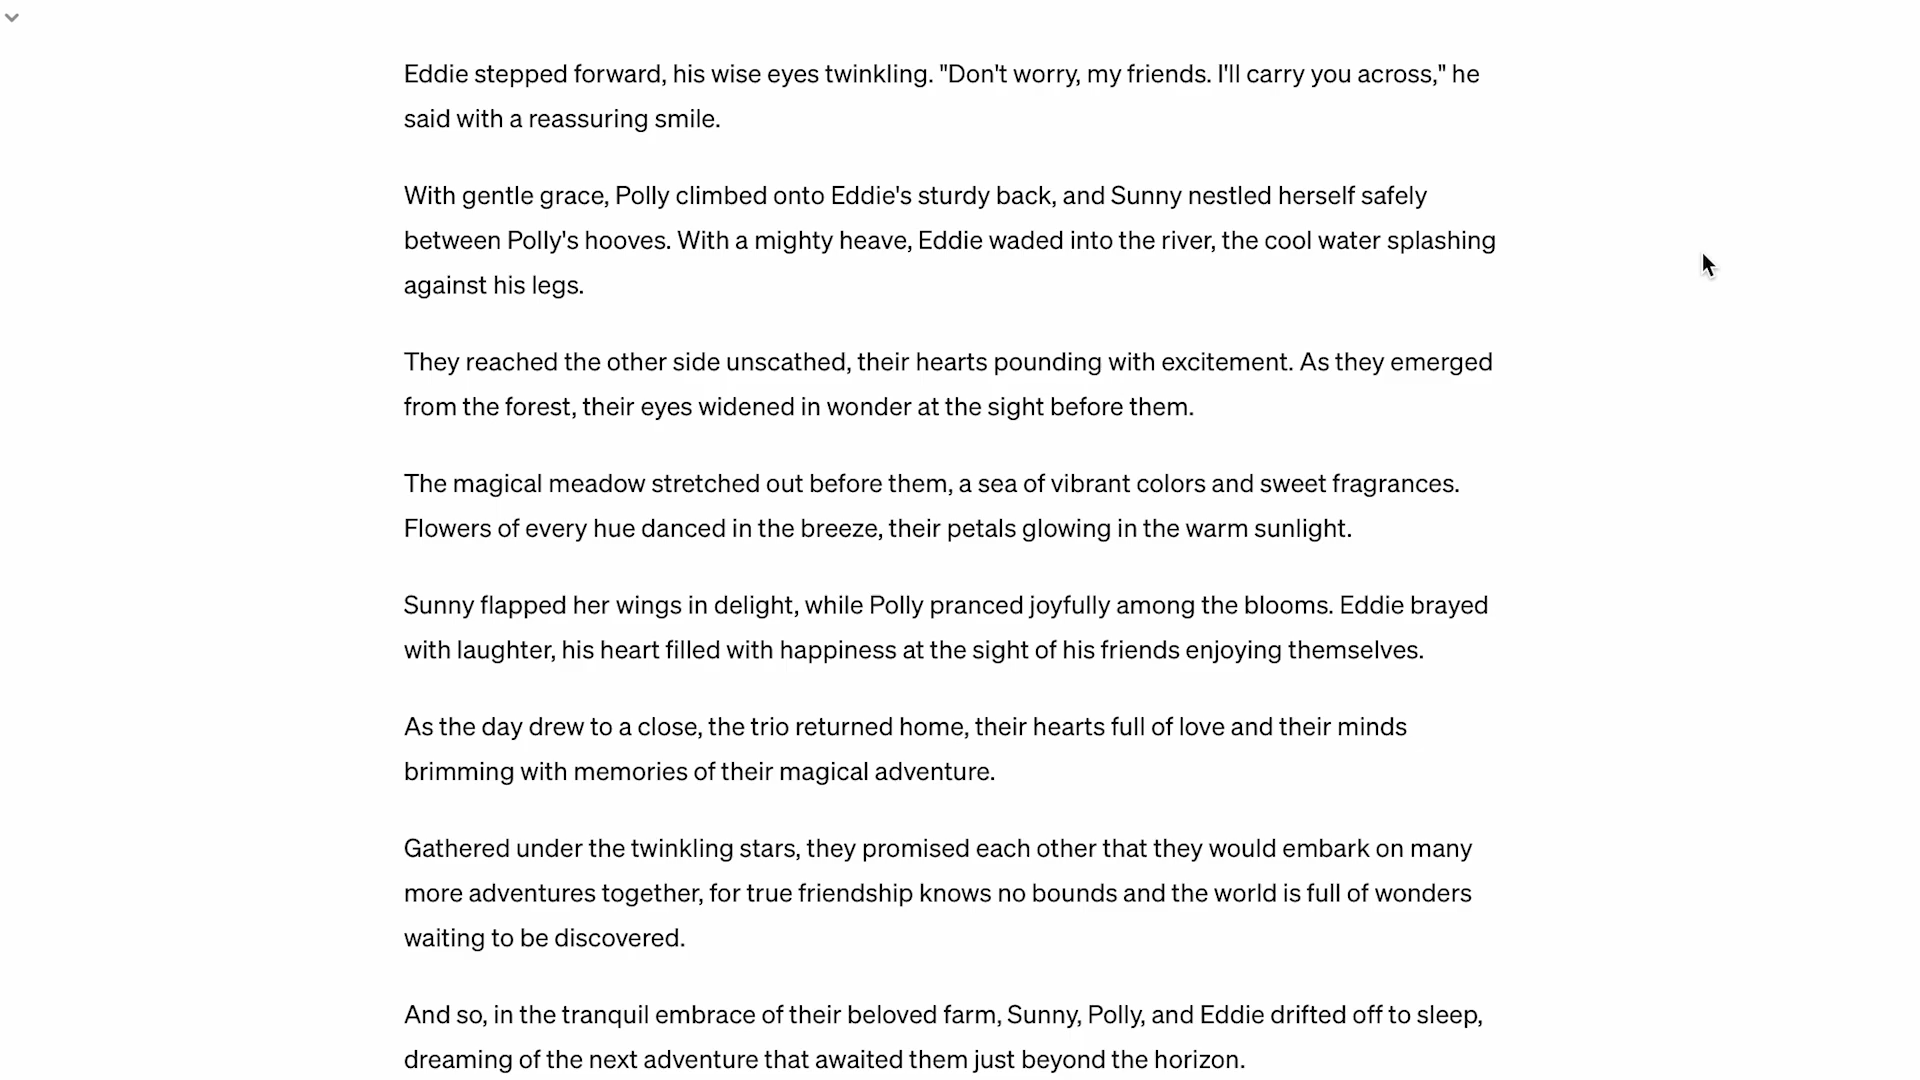 Eddie stepped forward, his wise eyes twinkling. "Don't worry, my friends. I'll carry you across," he
said with a reassuring smile.
With gentle grace, Polly climbed onto Eddie's sturdy back, and Sunny nestled herself safely
between Polly's hooves. With a mighty heave, Eddie waded into the river, the cool water splashing
against his legs.
They reached the other side unscathed, their hearts pounding with excitement. As they emerged
from the forest, their eyes widened in wonder at the sight before them.
The magical meadow stretched out before them, a sea of vibrant colors and sweet fragrances.
Flowers of every hue danced in the breeze, their petals glowing in the warm sunlight.
Sunny flapped her wings in delight, while Polly pranced joyfully among the blooms. Eddie brayed
with laughter, his heart filled with happiness at the sight of his friends enjoying themselves.
As the day drew to a close, the trio returned home, their hearts full of love and their minds
brimming with memories of their magical adventure.
Gathered under the twinkling stars, they promised each other that they would embark on many
more adventures together, for true friendship knows no bounds and the world is full of wonders
waiting to be discovered.
And so, in the tranquil embrace of their beloved farm, Sunny, Polly, and Eddie drifted off to sleep,
dreaming of the next adventure that awaited them just beyond the horizon.